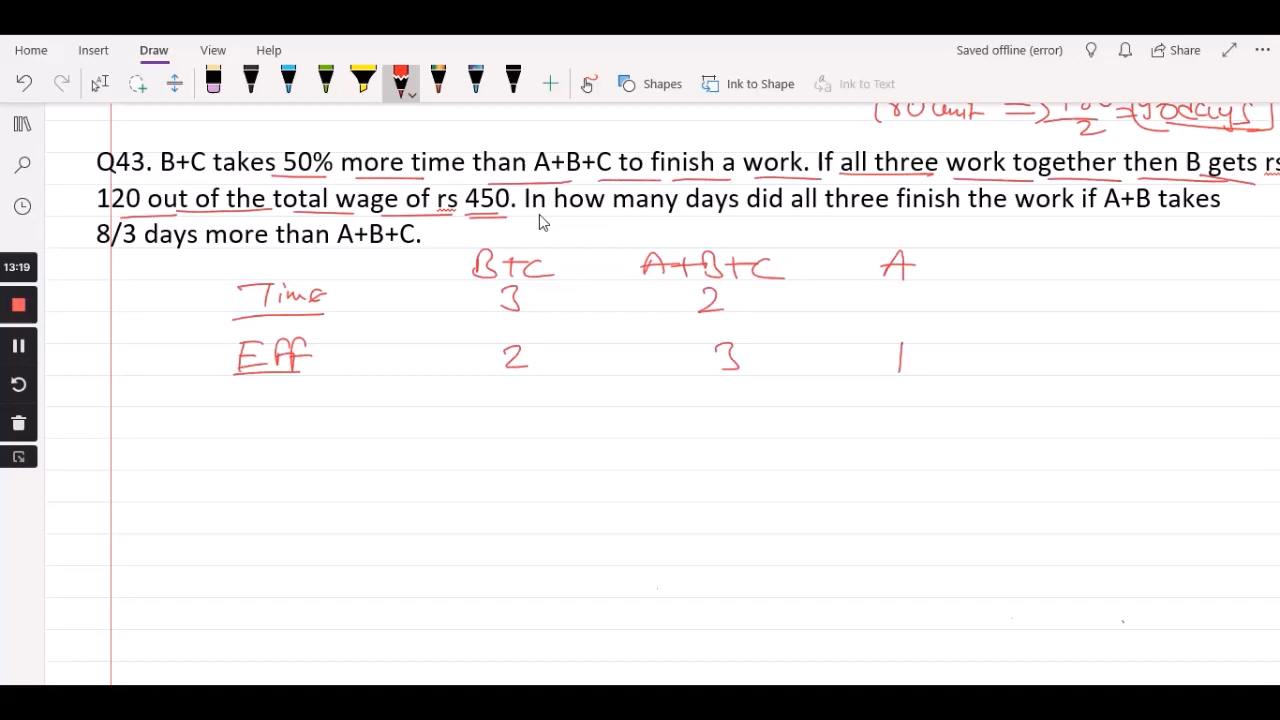 Home Insert Draw View Help Saved offline (error) Share
Shapes Ink to Shape Ink to Text
2
Q43. B+C takes 50% more time than A+B+C to finish a work. If all three work together then B gets rs
120 out of the total wage of rs 450. In how many days did all three finish the work if A+B takes
8/3 days more than A+B+C.
13:19
B+C A+B+C A
Time 3 2
Eff 2 3 1